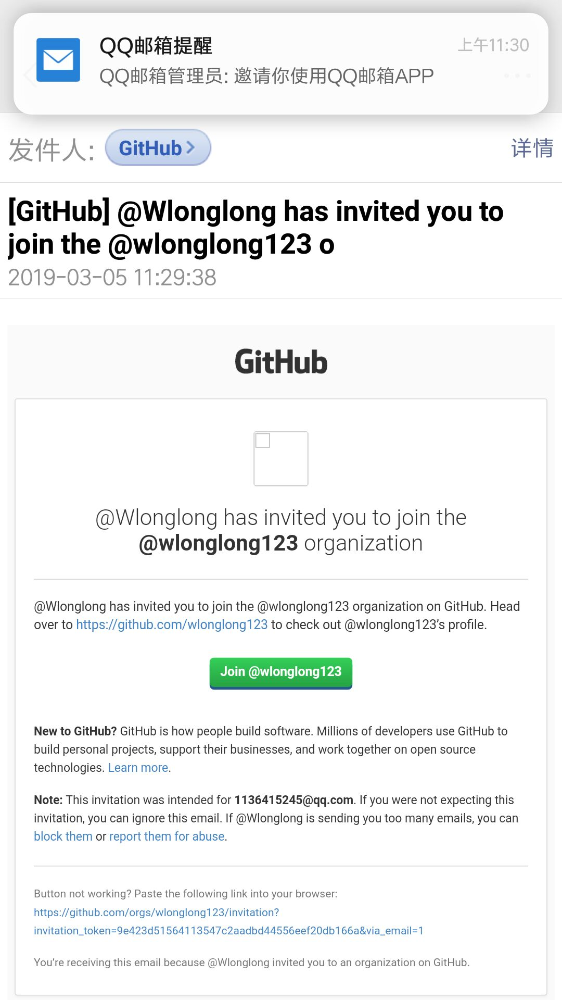 QQ邮箱提醒
上午11:30
QQ邮箱管理员: 邀请你使用QQ邮箱APP
发件人:
GitHub
详情
[GitHub] @Wlonglong has invited you to
join the @wlonglong123 o
2019-03-05 11:29:38
GitHub
@Wlonglong has invited you to join the
@wlonglong123 organization
@Wlonglong has invited you to join the @wlonglong123 organization on GitHub. Head
over to https://github.com/wlonglong123 to check out @wlonglong123’s profile.
Join @wlonglong123
New to GitHub? GitHub is how people build software. Millions of developers use GitHub to
build personal projects, support their businesses, and work together on open source
technologies. Learn more.
Note: This invitation was intended for 1136415245@qq.com. If you were not expecting this
invitation, you can ignore this email. If @Wlonglong is sending you too many emails, you can
block them or report them for abuse.
Button not working? Paste the following link into your browser:
https://github.com/orgs/wlonglong123/invitation?
invitation_token=9e423d51564113547c2aadbd44556eef20db166a&via_email=1
You’re receiving this email because @Wlonglong invited you to an organization on GitHub.